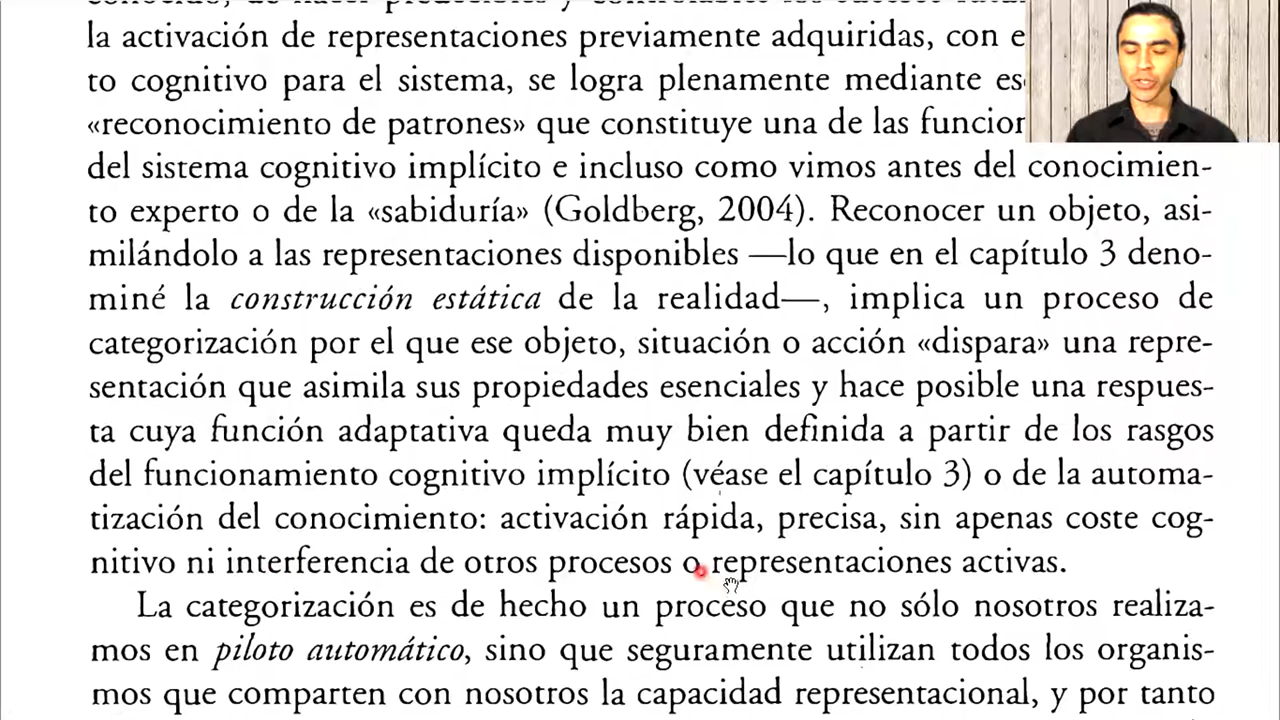 la activación de representaciones previamente adquiridas, con e
to cognitivo para el sistema, se logra plenamente mediante es
«reconocimiento de patrones» que constituye una de las funcion
del sistema cognitivo implícito e incluso como vimos antes del conocimien-
to experto o de la «sabiduría» (Goldberg, 2004). Reconocer un objeto, asi-
milándolo a las representaciones disponibles —lo que en el capítulo 3 deno-
miné la construcción estática de la realidad—, implica un proceso de
categorización por el que ese objeto, situación o acción «dispara» una repre-
sentación que asimila sus propiedades esenciales y hace posible una respues-
ta cuya función adaptativa queda muy bien definida a partir de los rasgos
del funcionamiento cognitivo implícito (véase el capítulo 3) o de la automa-
tización del conocimiento: activación rápida, precisa, sin apenas coste cog-
nitivo ni interferencia de otros procesos o representaciones activas.
La categorización es de hecho un proceso que no sólo nosotros realiza-
mos en piloto automático, sino que seguramente utilizan todos los organis-
mos que comparten con nosotros la capacidad representacional, y por tanto